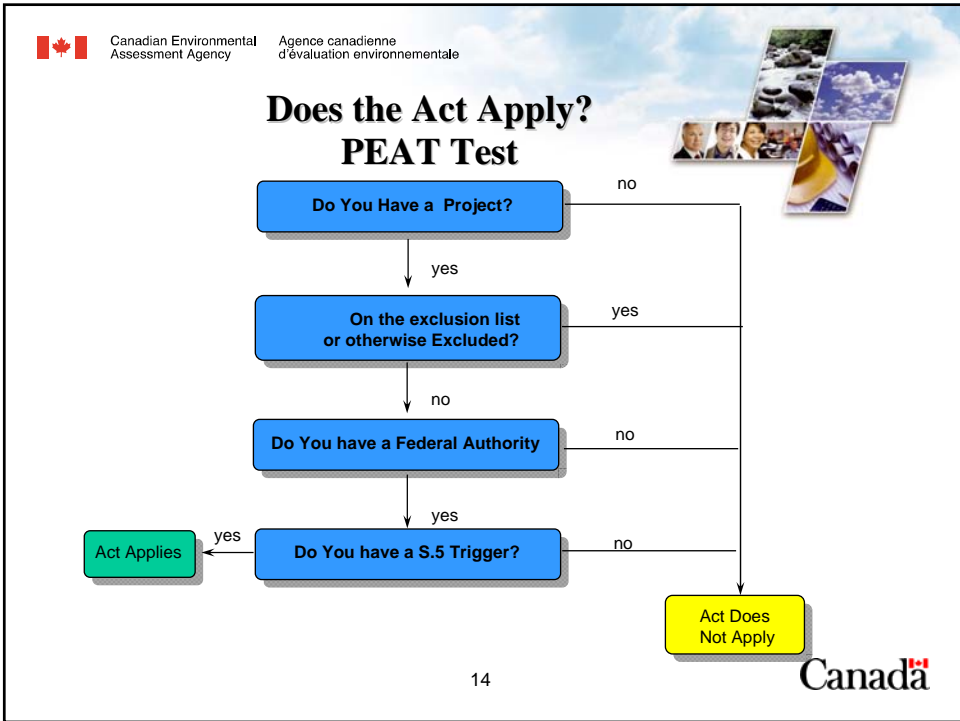 Canadian Environmental
Assessment Agency
Agence canadienne
d'évaluation environnementale
Does the Act Apply?
PEAT Test
Do You Have a Project?
no
yes
On the exclusion list
or otherwise Excluded?
yes
no
Do You have a Federal Authority
no
yes
Do You have a S.5 Trigger?
yes
no
Act Applies
Act Does
Not Apply
14
Canada